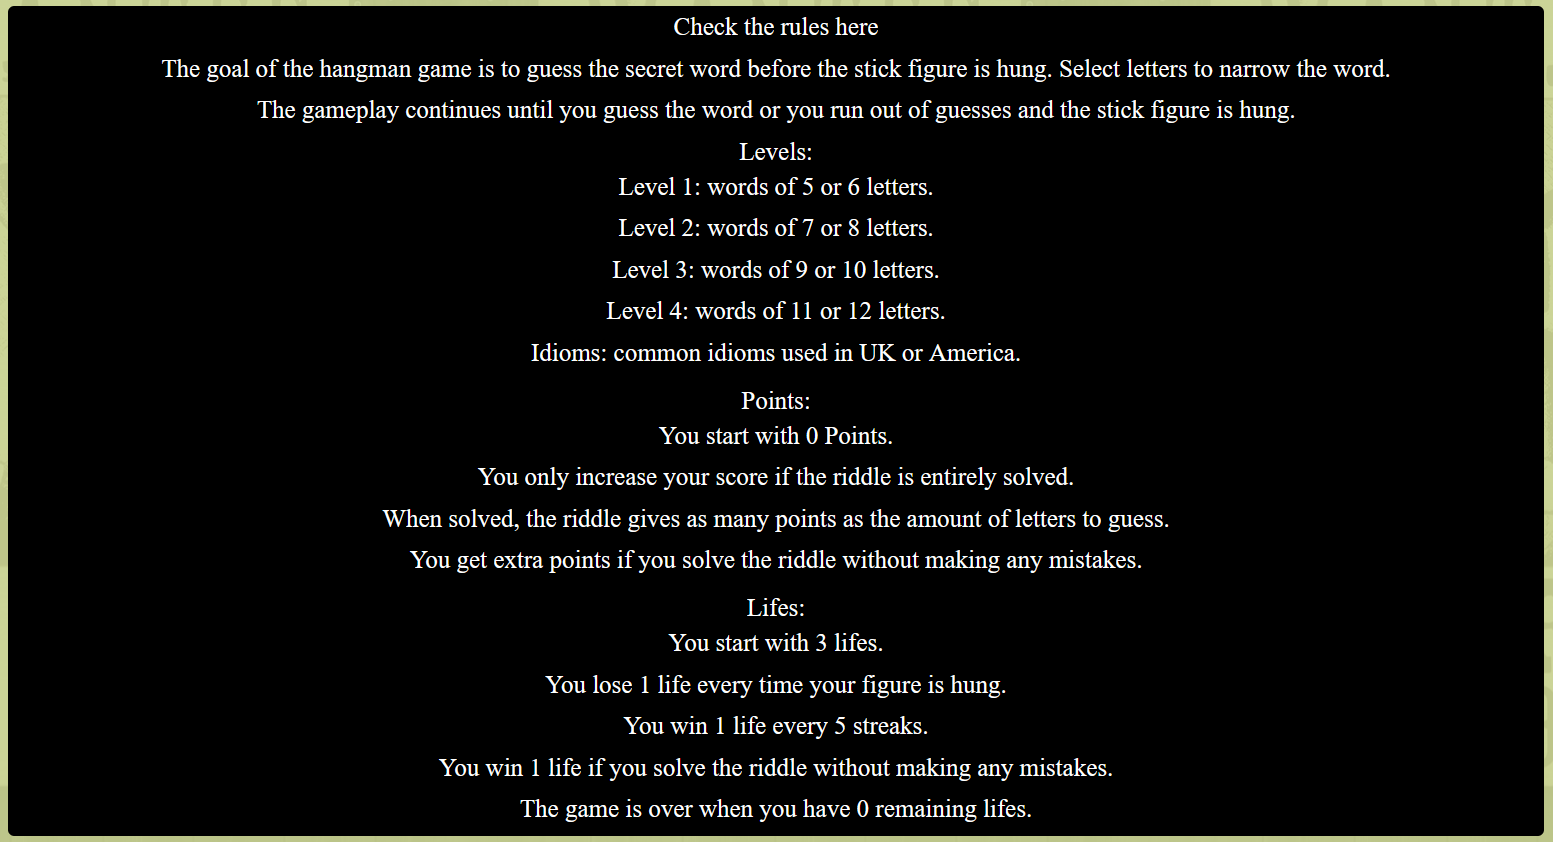 Check the rules here
The goal of the hangman game is to guess the secret word before the stick figure is hung. Select letters to narrow the word.
The gameplay continues until you guess the word or you run out of guesses and the stick figure is hung.
Levels:
Level 1: words of 5 or 6 letters.
Level 2: words of 7 or 8 letters.
Level 3: words of 9 or 10 letters.
Level 4: words of 11 or 12 letters.
Idioms: common idioms used in UK or America.
Points:
You start with 0 Points.
You only increase your score if the riddle is entirely solved.
When solved, the riddle gives as many points as the amount of letters to guess.
You get extra points if you solve the riddle without making any mistakes.
Lifes:
You start with 3 lifes.
You lose 1 life every time your figure is hung.
You win 1 life every 5 streaks.
You win 1 life if you solve the riddle without making any mistakes.
The game is over when you have 0 remaining lifes.